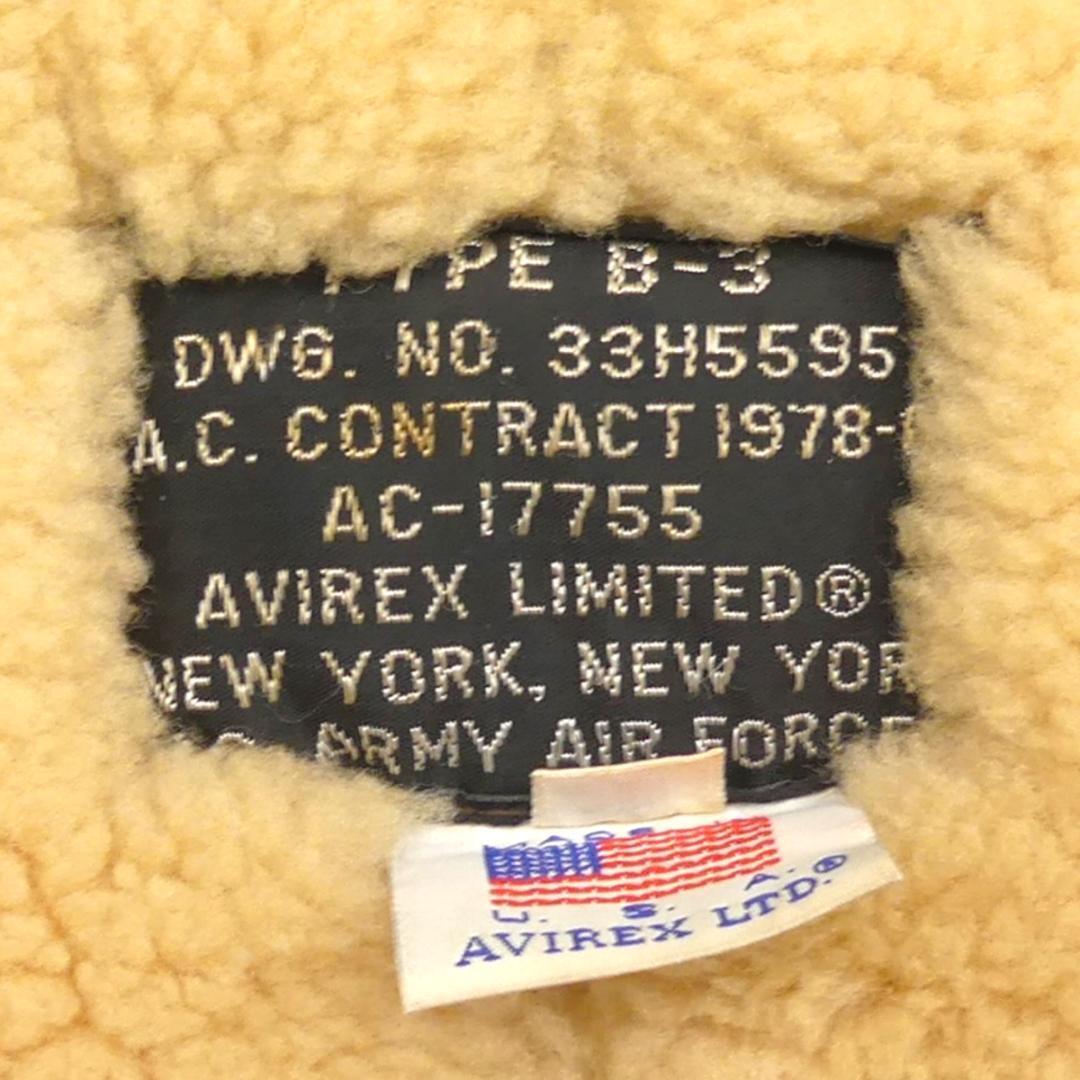 TYPE B-3
DWG. NO. 33H5595
A.C. CONTRACT 1978-
AC-17755
AVIREX LIMITED®
NEW YORK, NEW YOR
ARMY AIR FORCE
MADE
U. S. A.
AVIREX LTD.®